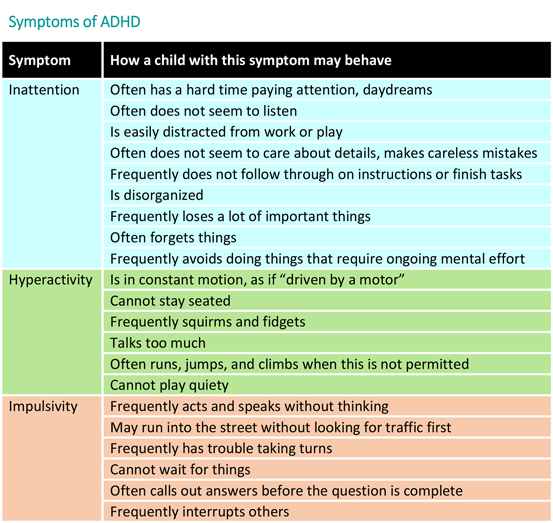 Symptoms of ADHD
Symptom How a child with this symptom may behave
Inattention Often has a hard time paying attention, daydreams
Often does not seem to listen
Is easily distracted from work or play
Often does not seem to care about details, makes careless mistakes
Frequently does not follow through on instructions or finish tasks
Is disorganized
Frequently loses a lot of important things
Often forgets things
Frequently avoids doing things that require ongoing mental effort
Hyperactivity Is in constant motion, as if “driven by a motor”
Cannot stay seated
Frequently squirms and fidgets
Talks too much
Often runs, jumps, and climbs when this is not permitted
Cannot play quiety
Impulsivity Frequently acts and speaks without thinking
May run into the street without looking for traffic first
Frequently has trouble taking turns
Cannot wait for things
Often calls out answers before the question is complete
Frequently interrupts others